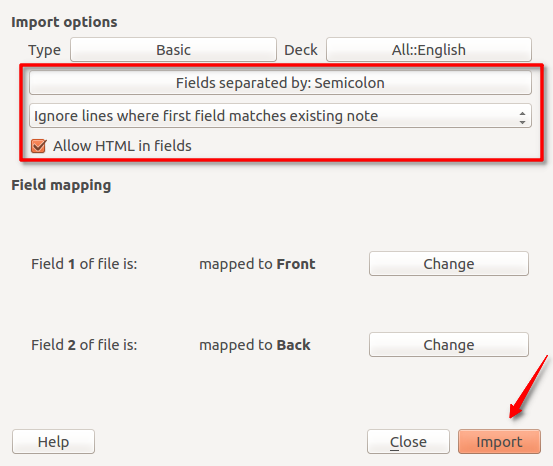 Import options
Type Basic Deck All::English
Fields separated by: Semicolon
Ignore lines where first field matches existing note
Allow HTML in fields
Field mapping
Field 1 of file is: mapped to Front Change
Field 2 of file is: mapped to Back Change
Help Close Import